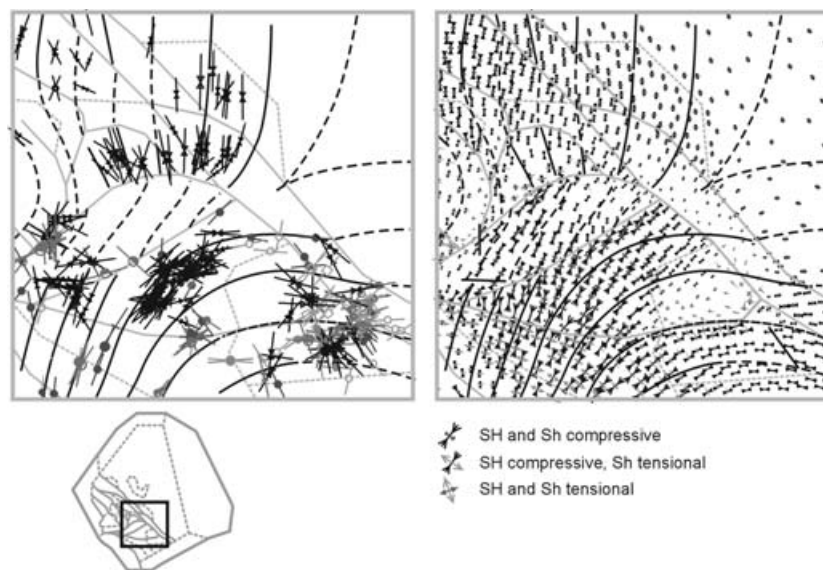 SH and Sh compressive
SH compressive, Sh tensional
SH and Sh tensional